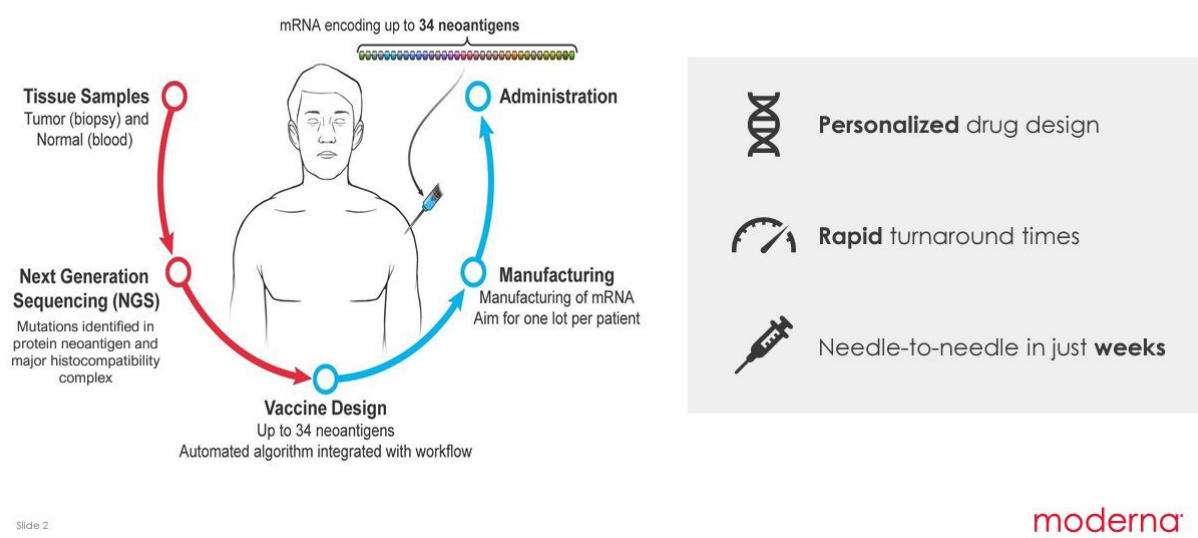 mRNA encoding up to 34 neoantigens
Tissue Samples
Tumor (biopsy) and
Normal (blood)
Next Generation
Sequencing (NGS)
Mutations identified in
protein neoantigen and
major histocompatibility
complex
Vaccine Design
Up to 34 neoantigens
Automated algorithm integrated with workflow
Manufacturing
Manufacturing of mRNA
Aim for one lot per patient
Administration
Personalized drug design
Rapid turnaround times
Needle-to-needle in just weeks
Slide 2
moderna